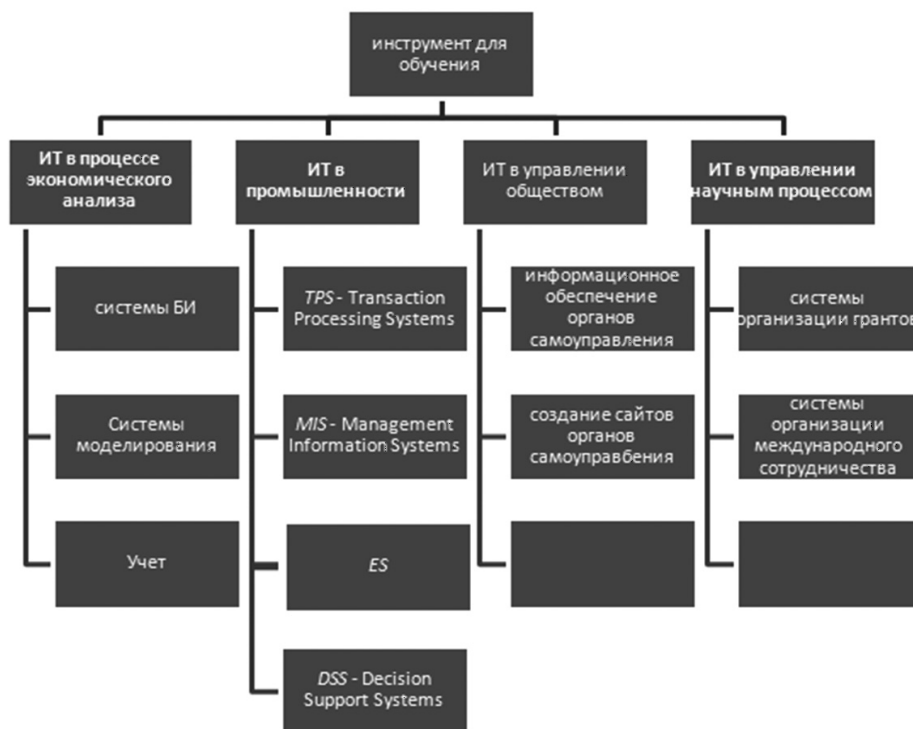 инструмент для
обучения
ИТ в процессе
экономического
анализа
системы БИ
Системы
моделирования
Учет
ИТ в
промышленности
TPS - Transaction
Processing Systems
MIS - Management
Information Systems
ES
DSS - Decision
Support Systems
ИТ в управлении
обществом
информационное
обеспечение
органов
самоуправления
создание сайтов
органов
самоуправбения
ИТ в управлении
научным процессом
системы
организации грантов
системы
организации
международного
сотрудничества